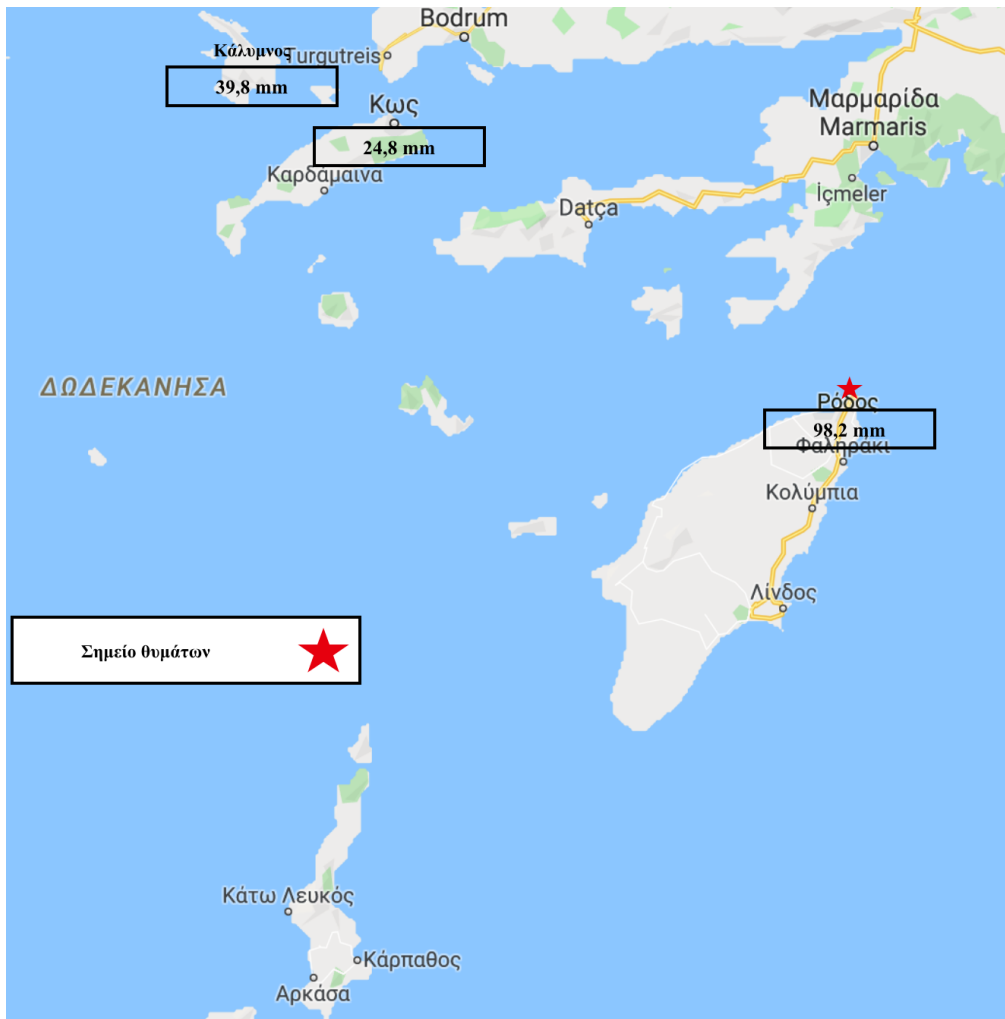 Bodrum
Κάλυμνος
Turgutreis
39,8 mm
Κως
Μαρμαρίδα
Marmaris
24,8 mm
Καρδάμαινα
İçmeler
Datça
ΔΩΔΕΚΑΝΗΣΑ
Ρόδος
98,2 mm
Φαληράκι
Κολύμπια
Λίνδος
Σημείο θυμάτων
Κάτω Λευκός
Κάρπαθος
Αρκάσα